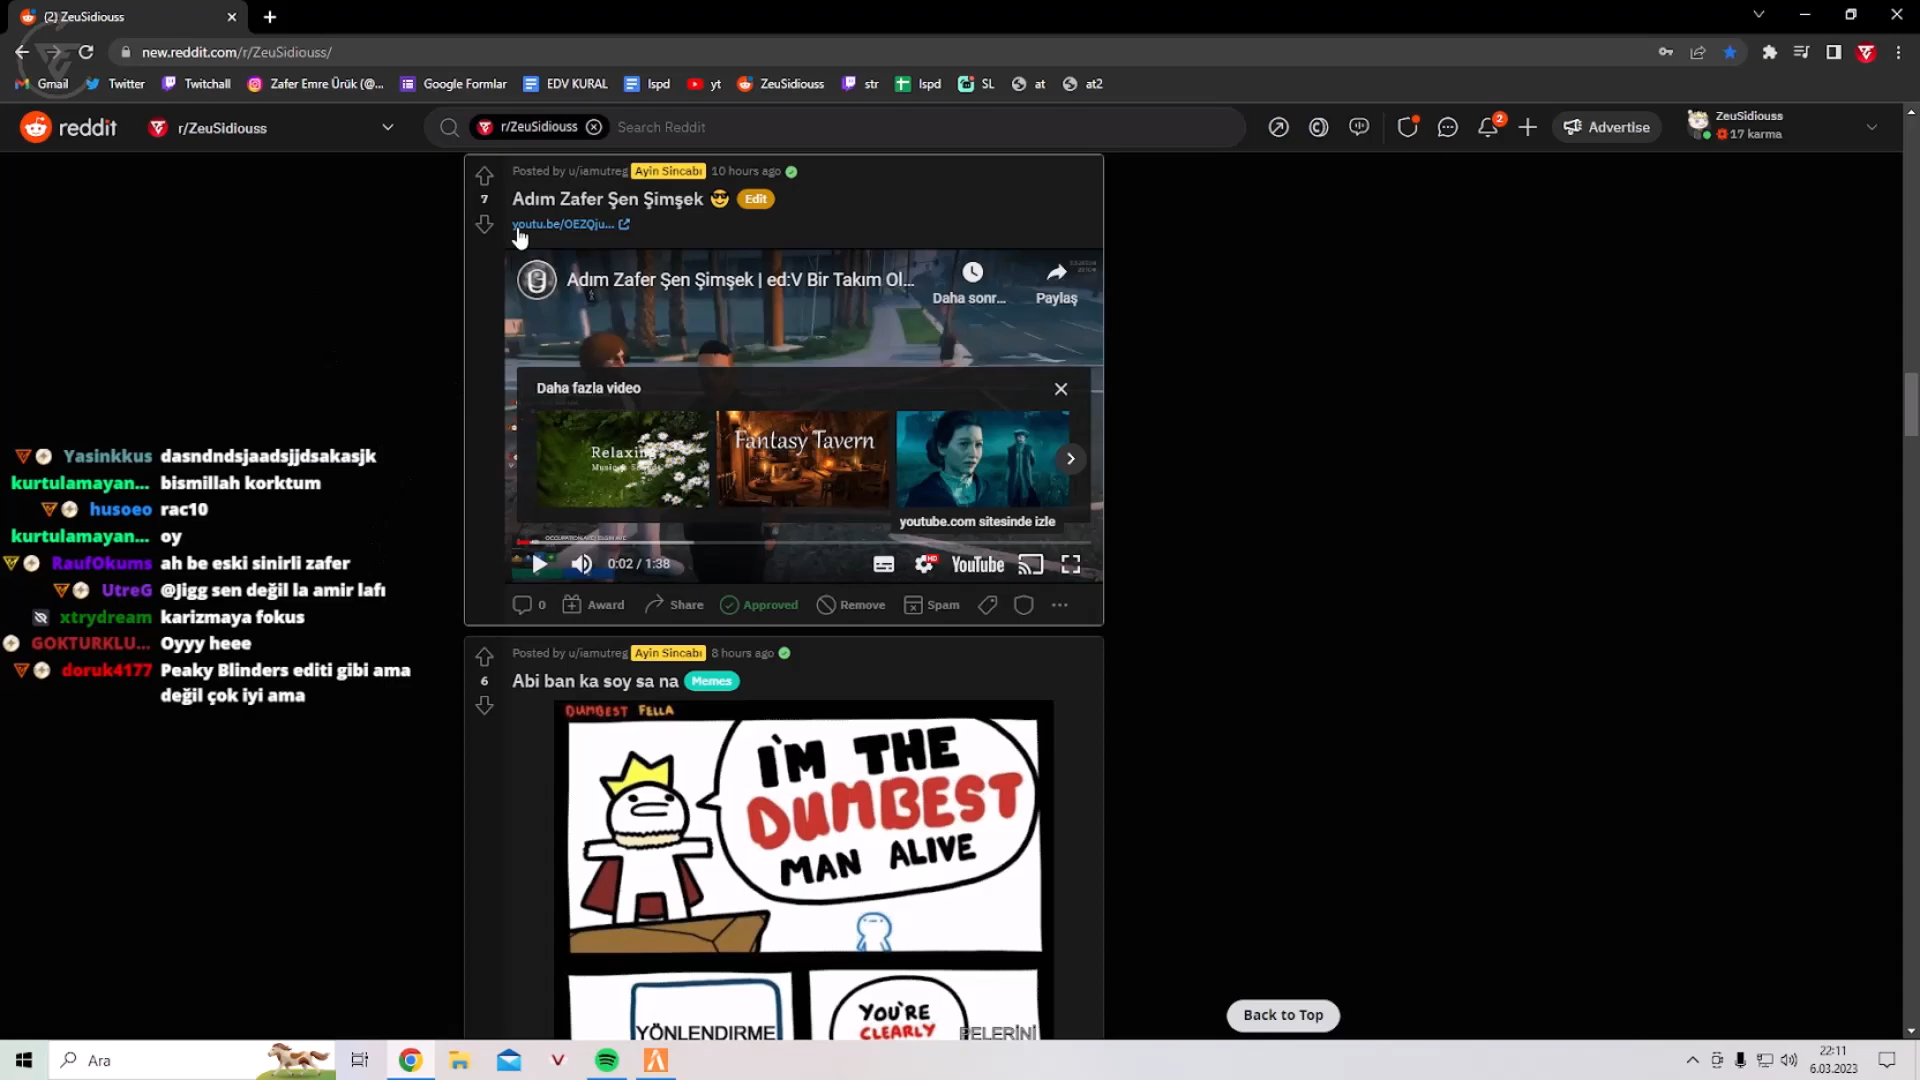 (2) ZeuSidiouss
new.reddit.com/r/ZeuSidiouss/
Gmail Twitter Twitchall Zafer Emre Ürük (@... Google Formlar EDV KURAL lspd yt ZeuSidiouss str lspd SL at at2
reddit r/ZeuSidiouss r/ZeuSidiouss Search Reddit 2 Advertise ZeuSidiouss
17 karma
Posted by u/iamutreg Ayin Sincabı 10 hours ago
7 Adım Zafer Şen Şimşek 😎 Edit
youtu.be/OEZQju...
Adım Zafer Şen Şimşek | ed:V Bir Takım Ol...
Daha sonr... Paylaş
Daha fazla video
Relaxing
Fantasy Tavern
youtube.com sitesinde izle
0:02 / 1:38 HD YouTube
0 Award Share Approved Remove Spam
Yasinkkus dasndndsjaadsjjdsakasjk
kurtulamayan... bismillah korktum
husoeo rac10
kurtulamayan... oy
RaufOkums ah be eski sinirli zafer
UtreG @Jigg sen değil la amir lafı
xtrydream karizmaya fokus
GOKTURKLU... Oyyy heee
doruk4177 Peaky Blinders editi gibi ama
değil çok iyi ama
Posted by u/iamutreg Ayin Sincabı 8 hours ago
6 Abi ban ka soy sa na Memes
DUMBEST FELLA
I'M THE
DUMBEST
MAN ALIVE
YÖNLENDİRME
YOU'RE
CLEARLY
PELERİNİ
Back to Top
Ara
22:11
6.03.2023